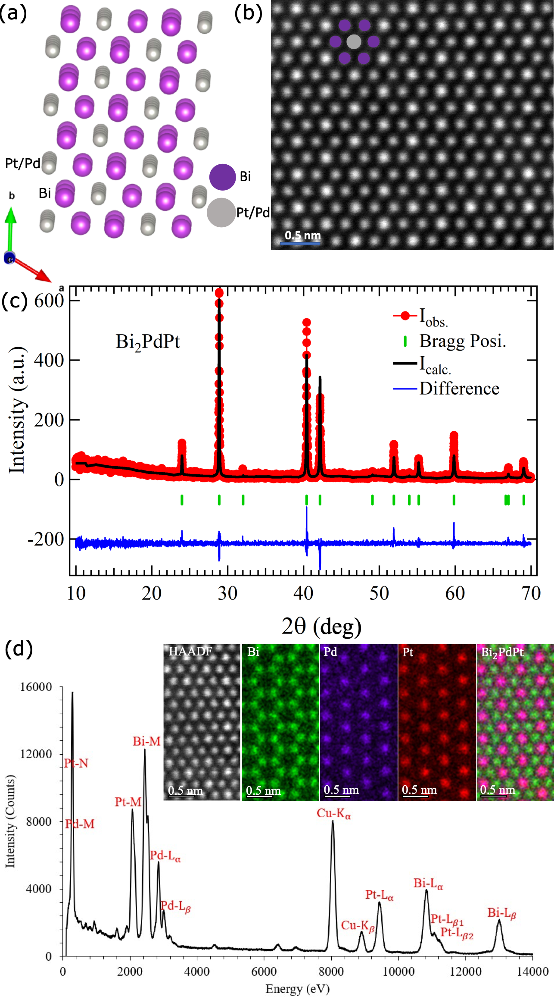 (a)
(b)
Pt/Pd
Bi
Bi
Pt/Pd
b
c
a
0.5 nm
(c)
Bi₂PdPt
I_obs.
Bragg Posi.
I_calc.
Difference
Intensity (a.u.)
600
400
200
0
-200
10 20 30 40 50 60 70
2θ (deg)
(d)
HAADF Bi Pd Pt Bi₂PdPt
0.5 nm 0.5 nm 0.5 nm 0.5 nm 0.5 nm
Intensity (Counts)
16000
12000
8000
4000
0
Pt-N
Pd-M
Pt-M
Bi-M
Pd-Lα
Pd-Lβ
Cu-Kα
Cu-Kβ
Pt-Lα
Bi-Lα
Pt-Lβ1
Pt-Lβ2
Bi-Lβ
0 2000 4000 6000 8000 10000 12000 14000
Energy (eV)